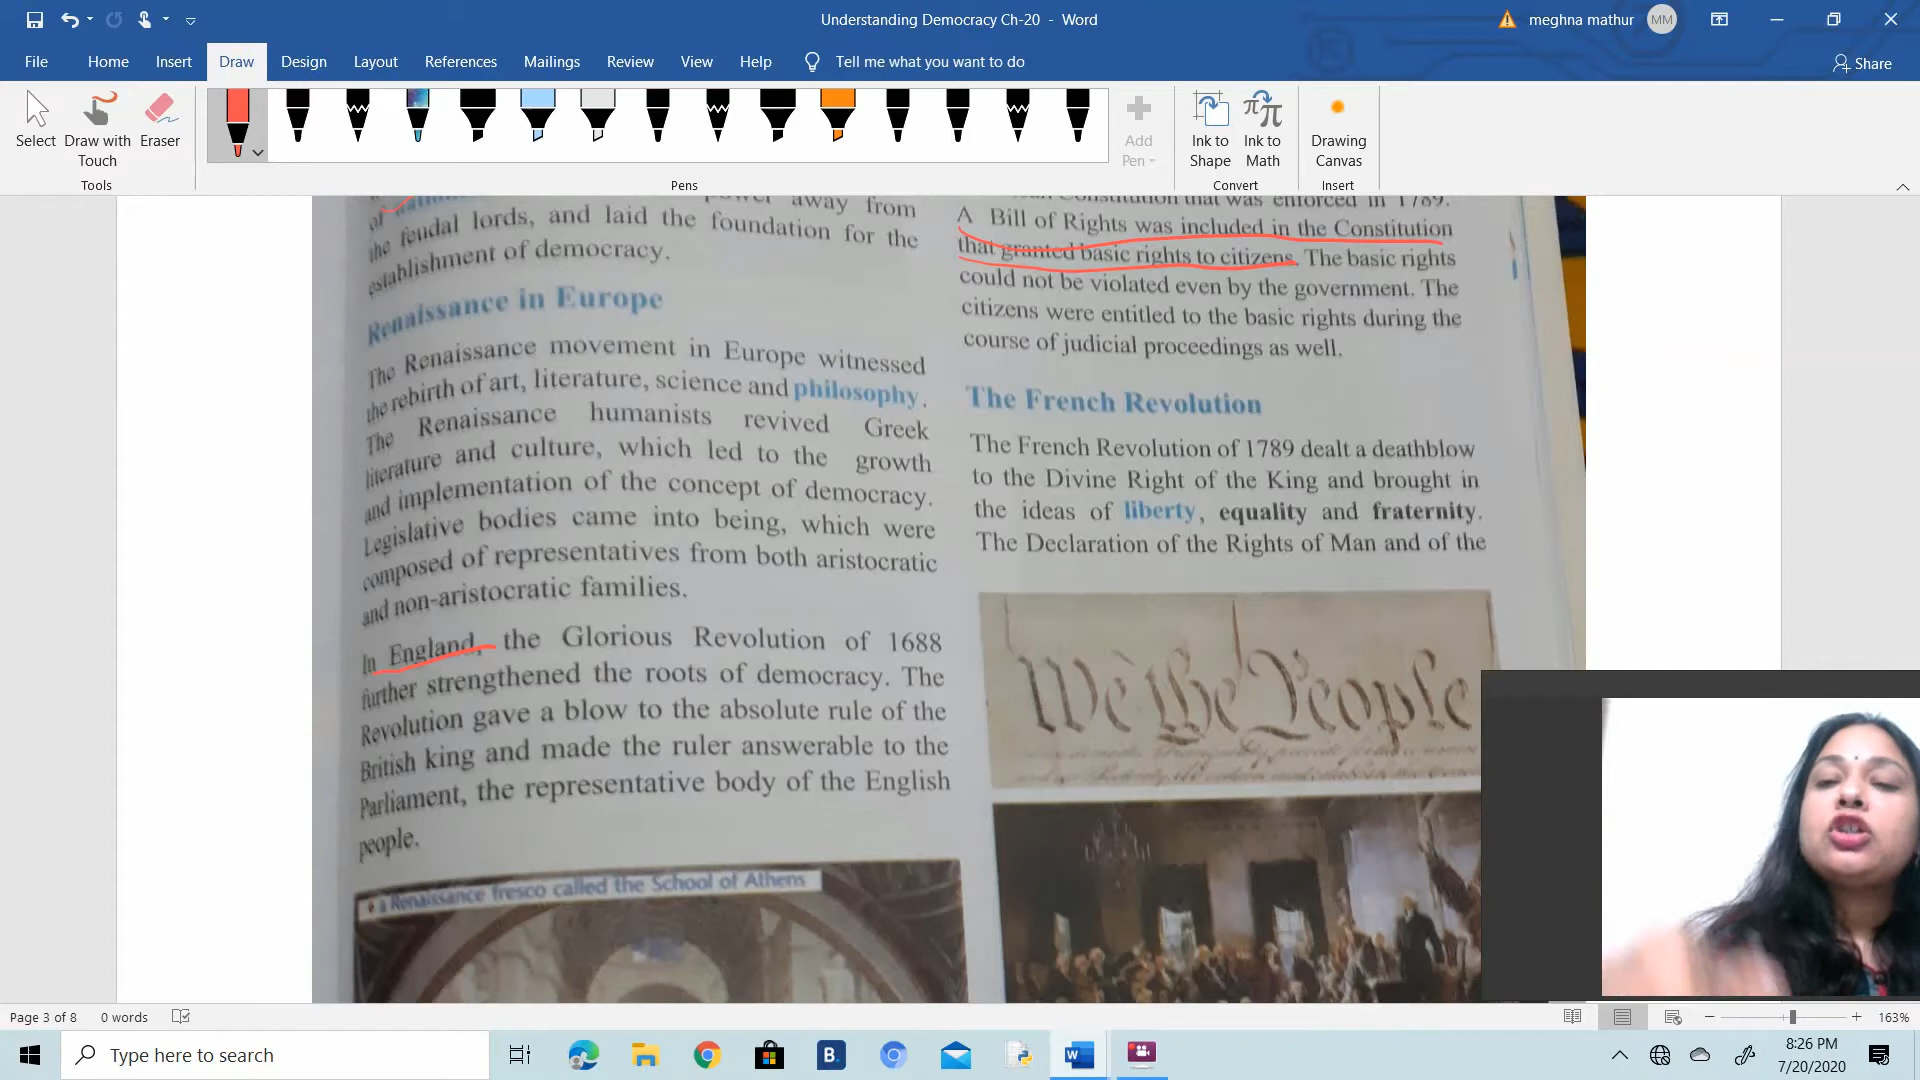 Understanding Democracy Ch-20 - Word
meghna mathur
MM
File
Home
Insert
Draw
Design
Layout
References
Mailings
Review
View
Help
Tell me what you want to do
Share
Select
Draw with
Touch
Eraser
Add
Pen
Ink to
Shape
Ink to
Math
Drawing
Canvas
Tools
Pens
Convert
Insert
of away from
the feudal lords, and laid the foundation for the
establishment of democracy.
Renaissance in Europe
The Renaissance movement in Europe witnessed
the rebirth of art, literature, science and philosophy.
The Renaissance humanists revived Greek
literature and culture, which led to the growth
and implementation of the concept of democracy.
Legislative bodies came into being, which were
composed of representatives from both aristocratic
and non-aristocratic families.
In England, the Glorious Revolution of 1688
further strengthened the roots of democracy. The
Revolution gave a blow to the absolute rule of the
British king and made the ruler answerable to the
Parliament, the representative body of the English
people.
a Renaissance fresco called the School of Athens
Constitution that was enforced in 1789.
A Bill of Rights was included in the Constitution
that granted basic rights to citizens. The basic rights
could not be violated even by the government. The
citizens were entitled to the basic rights during the
course of judicial proceedings as well.
The French Revolution
The French Revolution of 1789 dealt a deathblow
to the Divine Right of the King and brought in
the ideas of liberty, equality and fraternity.
The Declaration of the Rights of Man and of the
We the People
Page 3 of 8
0 words
163%
Type here to search
B.
W
8:26 PM
7/20/2020